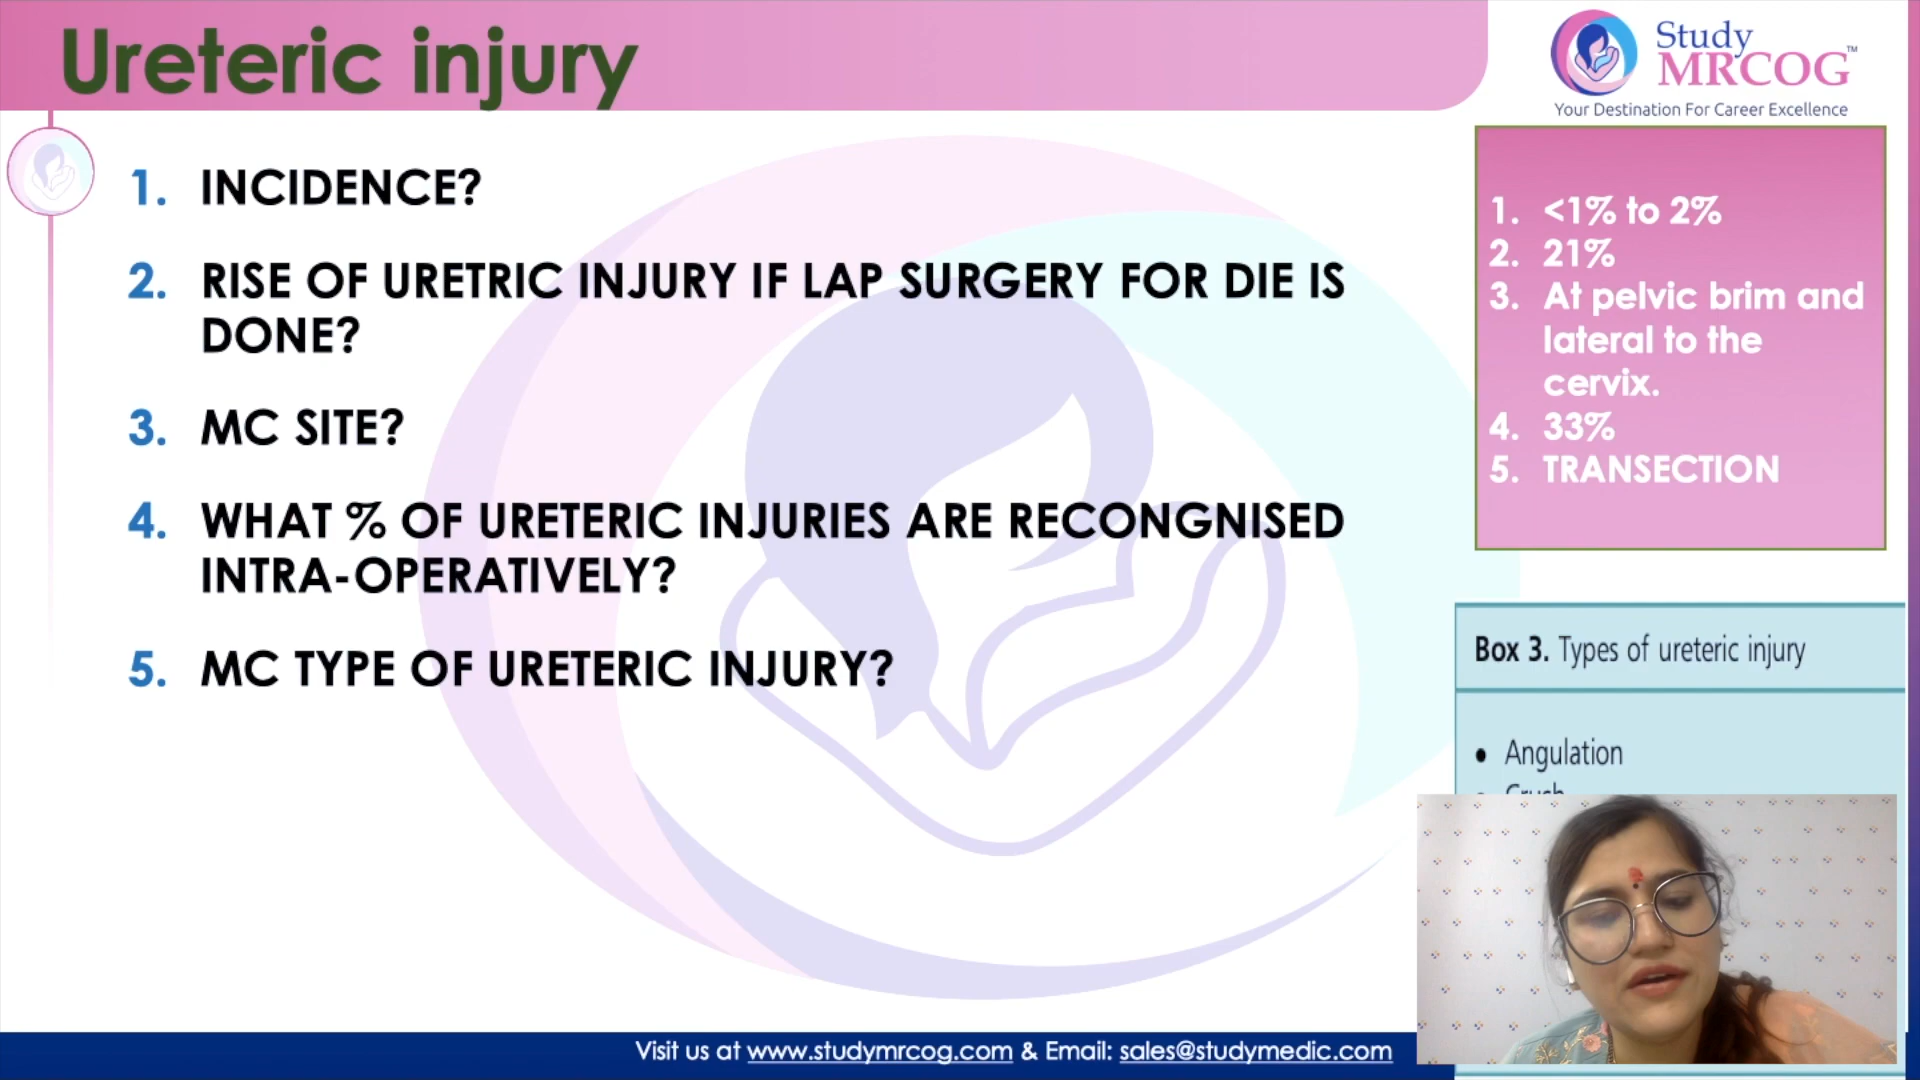 Ureteric injury
Study
MRCOG™
Your Destination For Career Excellence
1. INCIDENCE?
2. RISE OF URETRIC INJURY IF LAP SURGERY FOR DIE IS
DONE?
3. MC SITE?
4. WHAT % OF URETERIC INJURIES ARE RECONGNISED
INTRA-OPERATIVELY?
5. MC TYPE OF URETERIC INJURY?
1. <1% to 2%
2. 21%
3. At pelvic brim and
lateral to the
cervix.
4. 33%
5. TRANSECTION
Box 3. Types of ureteric injury
• Angulation
• Crush
Visit us at www.studymrcog.com & Email: sales@studymedic.com